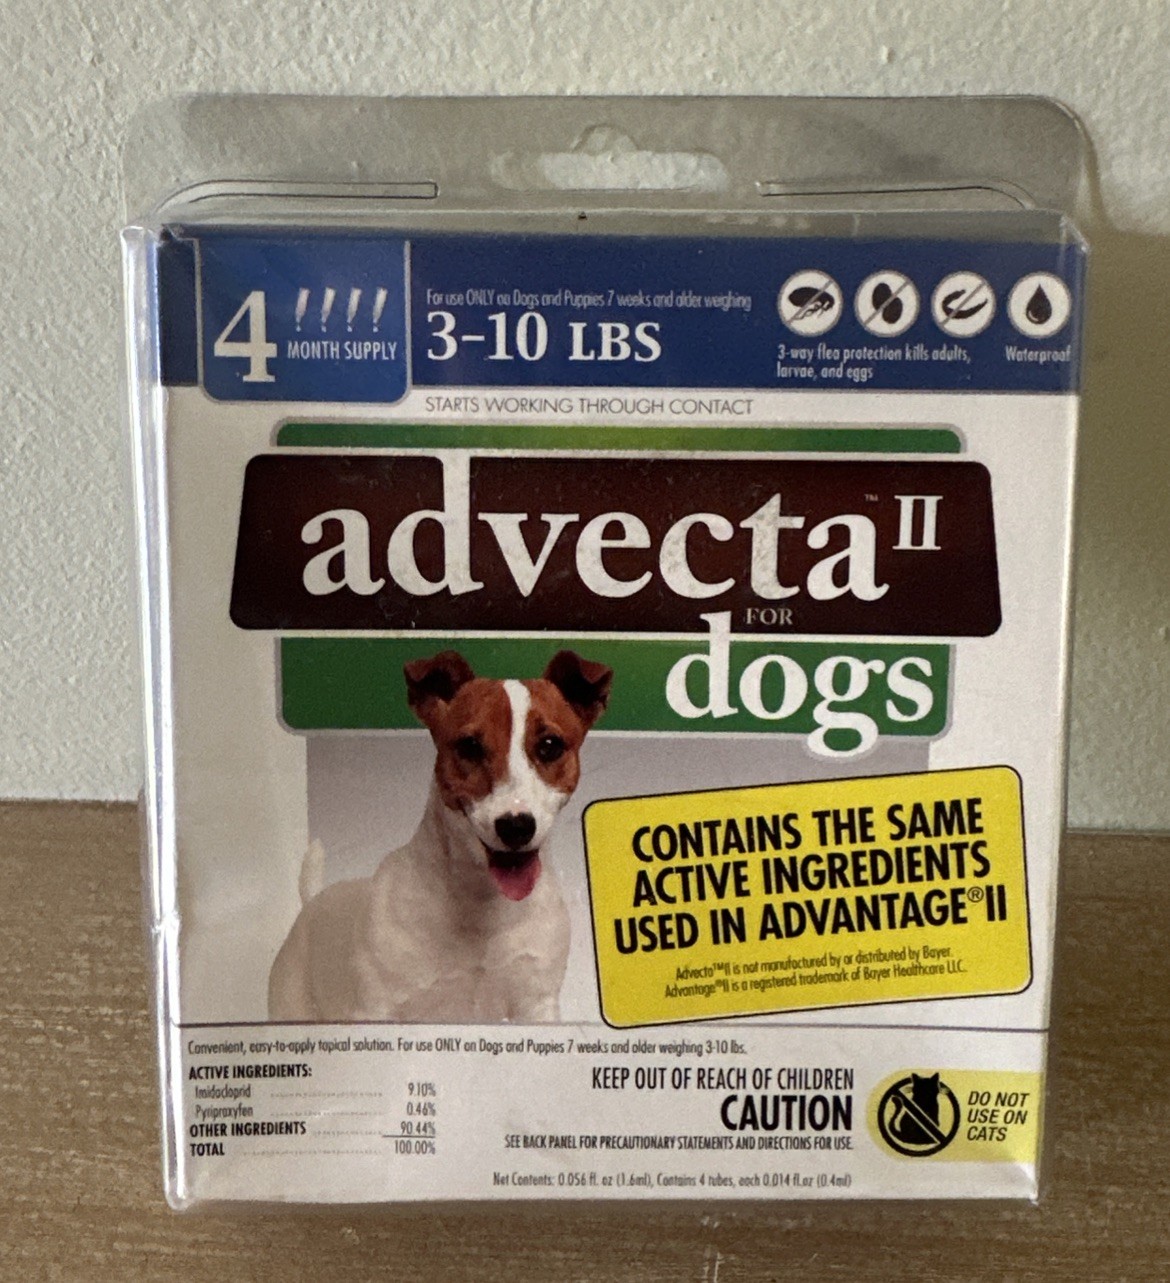 4
MONTH SUPPLY
For use ONLY on Dogs and Puppies 7 weeks and older weighing
3-10 LBS
3-way flea protection kills adults,
larvae, and eggs
Waterproof
STARTS WORKING THROUGH CONTACT
advecta™ II
FOR
dogs
CONTAINS THE SAME
ACTIVE INGREDIENTS
USED IN ADVANTAGE® II
Advecta™ II is not manufactured by or distributed by Bayer.
Advantage® II is a registered trademark of Bayer Healthcare LLC.
Convenient, easy-to-apply topical solution. For use ONLY on Dogs and Puppies 7 weeks and older weighing 3-10 lbs.
ACTIVE INGREDIENTS:
Imidacloprid 9.10%
Pyriproxyfen 0.46%
OTHER INGREDIENTS 90.44%
TOTAL 100.00%
KEEP OUT OF REACH OF CHILDREN
CAUTION
SEE BACK PANEL FOR PRECAUTIONARY STATEMENTS AND DIRECTIONS FOR USE.
DO NOT
USE ON
CATS
Net Contents: 0.056 fl. oz (1.6ml), Contains 4 tubes, each 0.014 fl.oz (0.4ml)